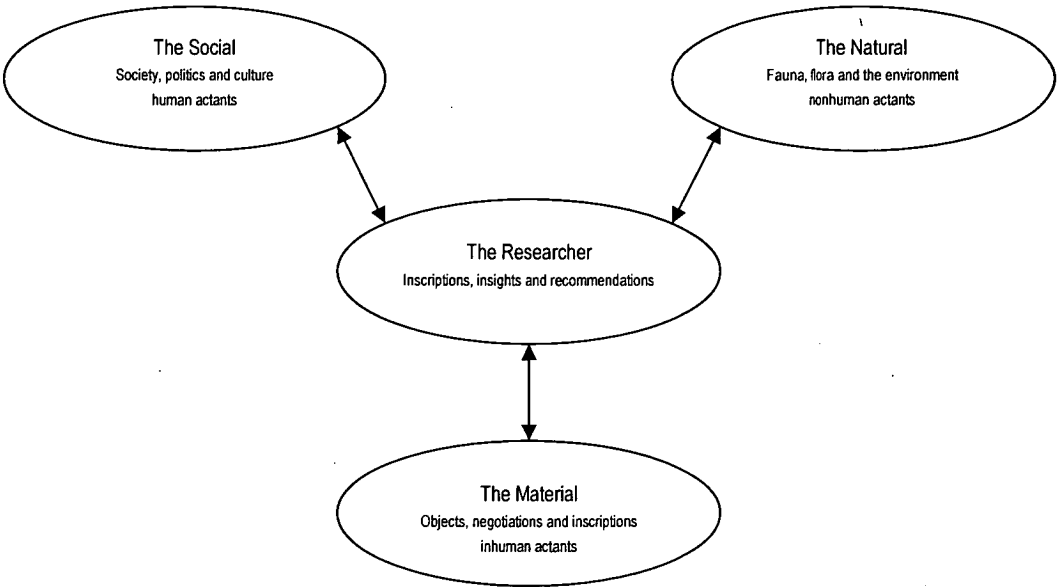 The Social
Society, politics and culture
human actants
The Natural
Fauna, flora and the environment
nonhuman actants
The Researcher
Inscriptions, insights and recommendations
The Material
Objects, negotiations and inscriptions
inhuman actants